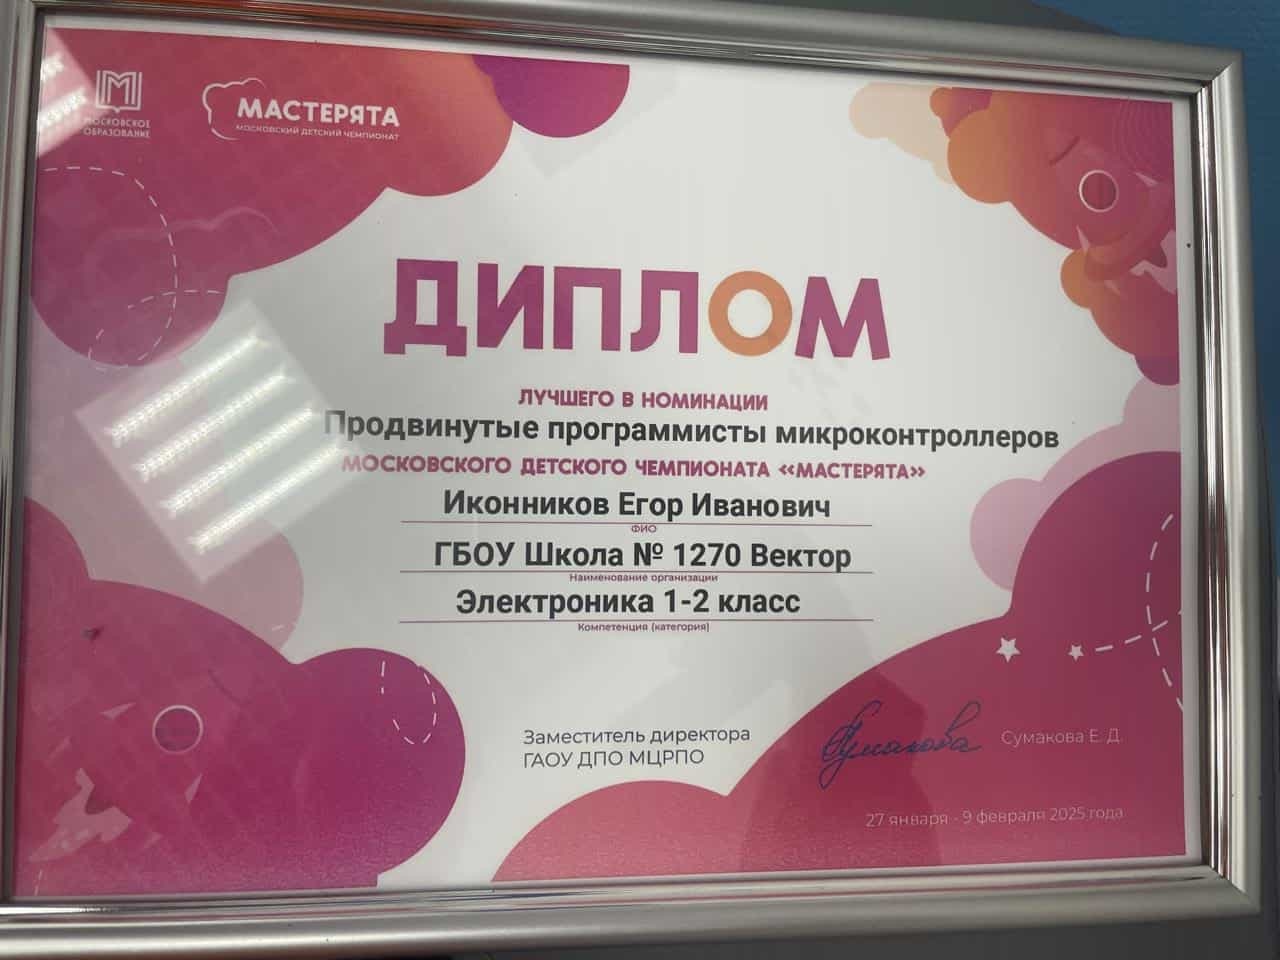 МОСКОВСКОЕ
ОБРАЗОВАНИЕ
МАСТЕРЯТА
МОСКОВСКИЙ ДЕТСКИЙ ЧЕМПИОНАТ
ДИПЛОМ
ЛУЧШЕГО В НОМИНАЦИИ
Продвинутые программисты микроконтроллеров
МОСКОВСКОГО ДЕТСКОГО ЧЕМПИОНАТА «МАСТЕРЯТА»
Иконников Егор Иванович
ФИО
ГБОУ Школа № 1270 Вектор
Наименование организации
Электроника 1-2 класс
Компетенция (категория)
Заместитель директора
ГАОУ ДПО МЦРПО
Сумакова
Сумакова Е. Д.
27 января - 9 февраля 2025 года